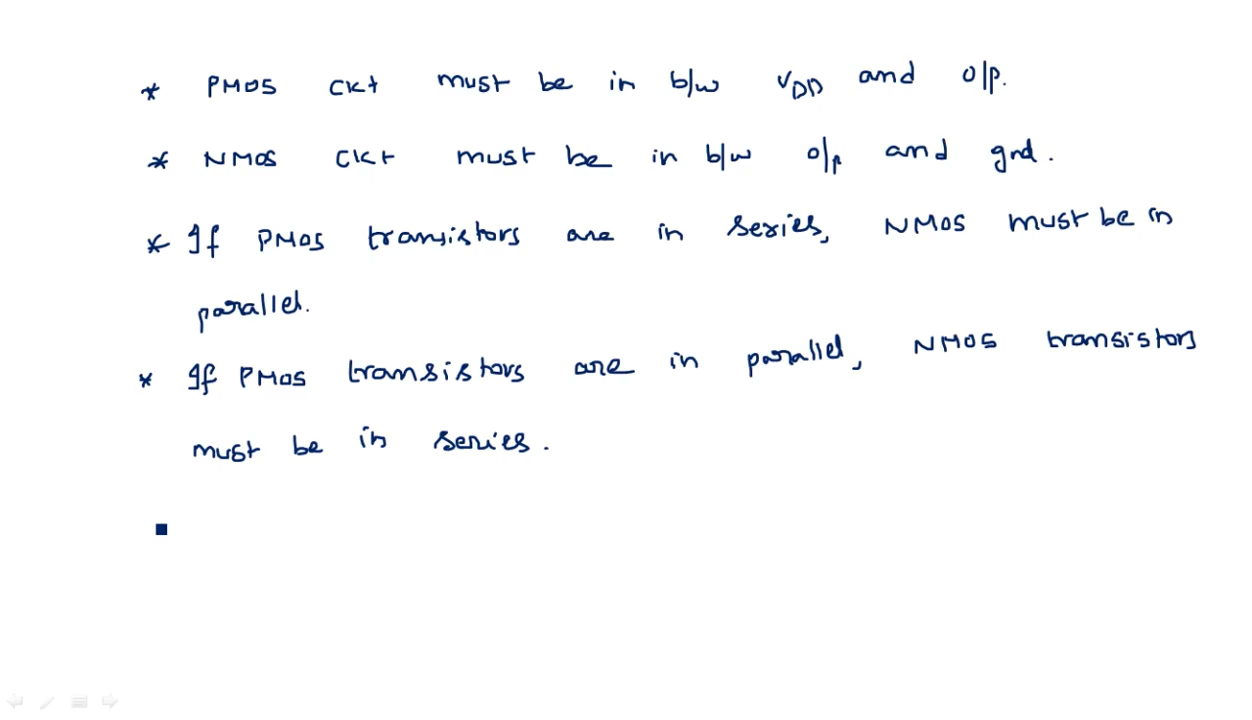 * PMOS ckt must be in b/w VDD and o/p.
* NMOS ckt must be in b/w o/p and gnd.
* If PMOS transistors are in series, NMOS must be in
parallel.
* If PMOS transistors are in parallel, NMOS transistors
must be in series.